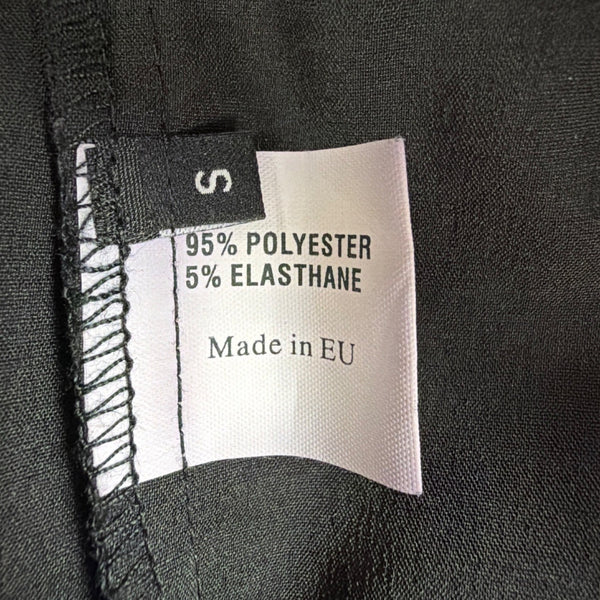 S
95% POLYESTER
5% ELASTHANE
Made in EU